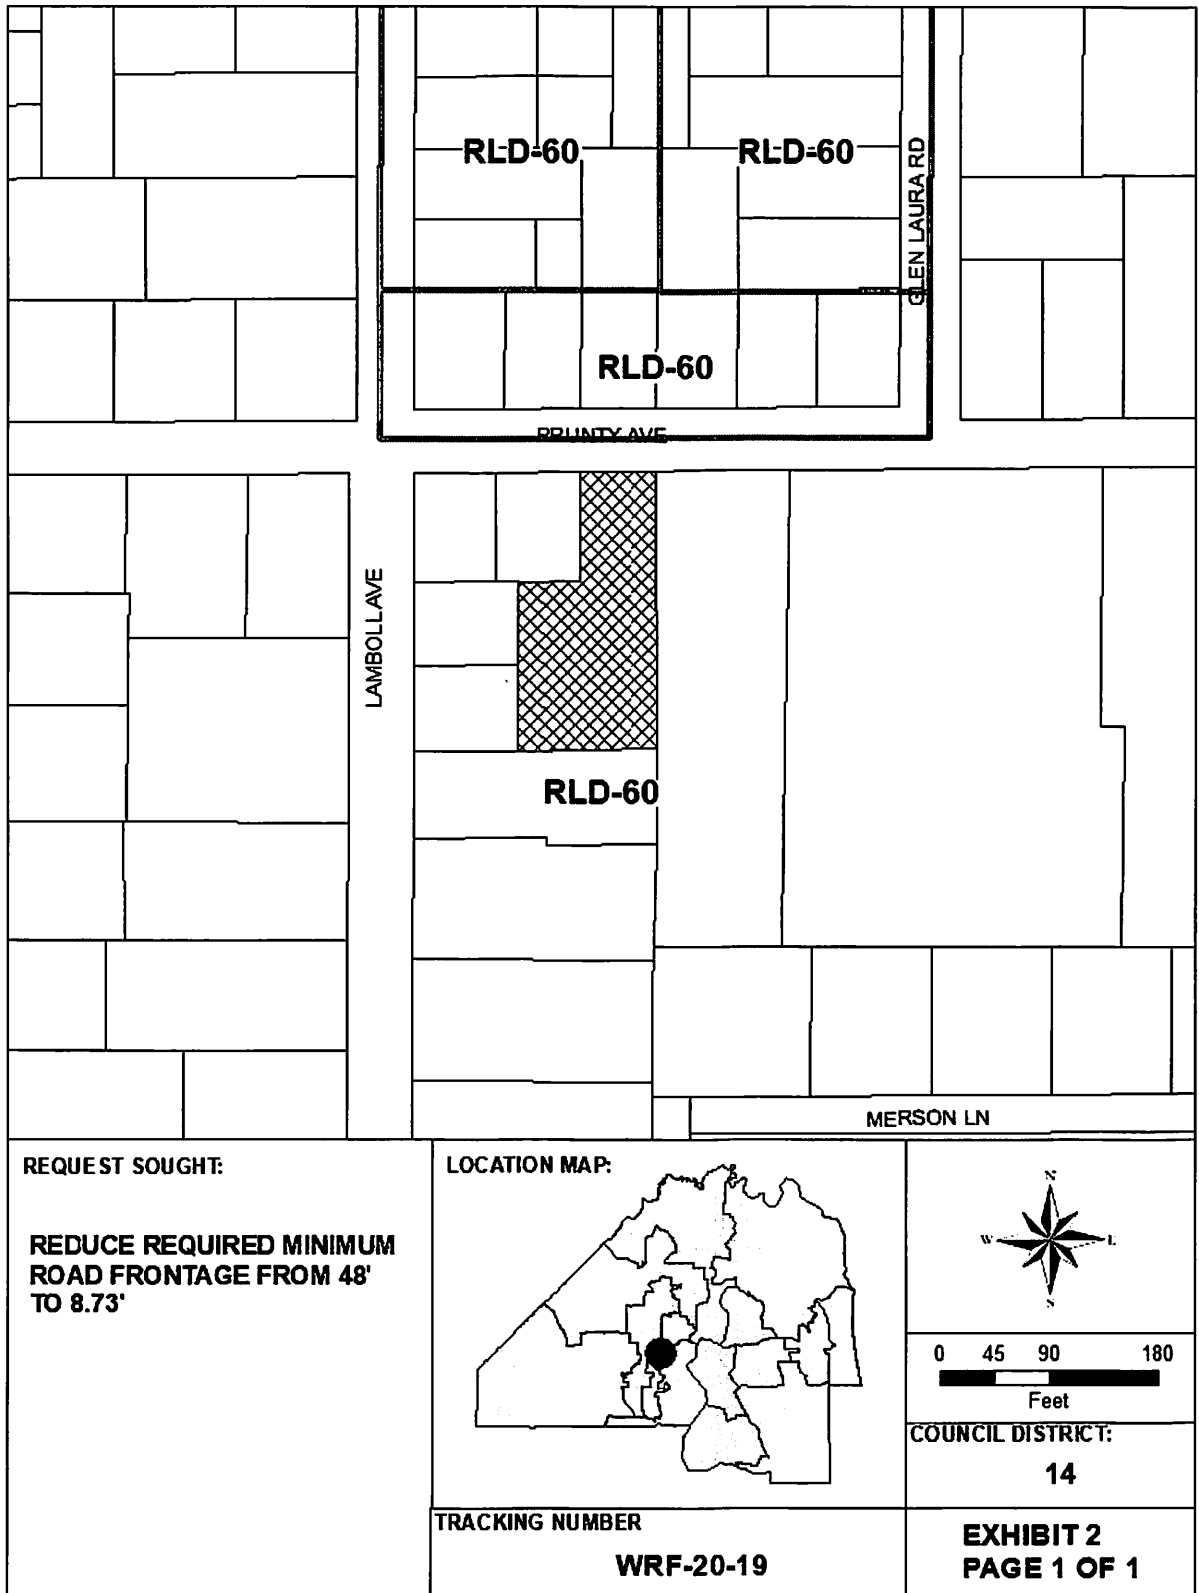 RLD-60
RLD-60
GLEN LAURA RD
RLD-60
PRUNTY AVE
LAMBOLL AVE
RLD-60
MERSON LN
REQUEST SOUGHT:
REDUCE REQUIRED MINIMUM
ROAD FRONTAGE FROM 48'
TO 8.73'
LOCATION MAP:
N
W
E
S
0 45 90 180
Feet
COUNCIL DISTRICT:
14
TRACKING NUMBER
WRF-20-19
EXHIBIT 2
PAGE 1 OF 1